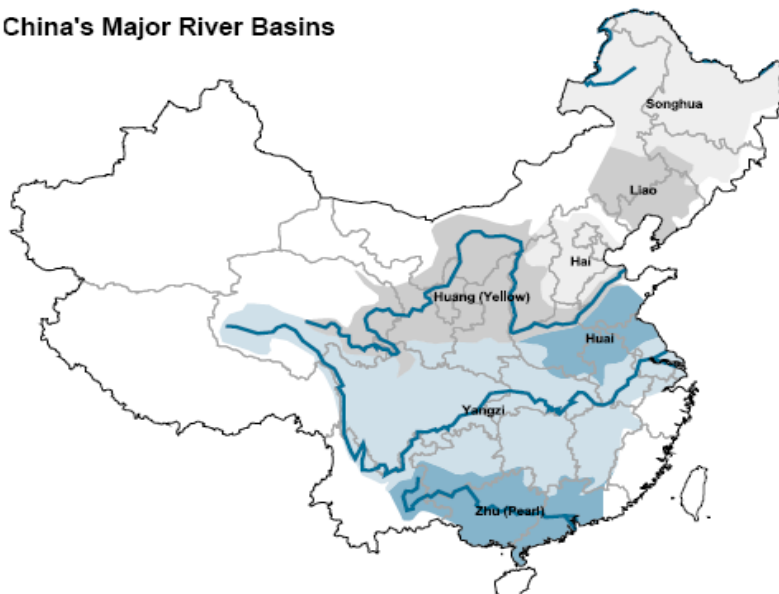 China's Major River Basins
Songhua
Liao
Hai
Huang (Yellow)
Huai
Yangzi
Zhu (Pearl)